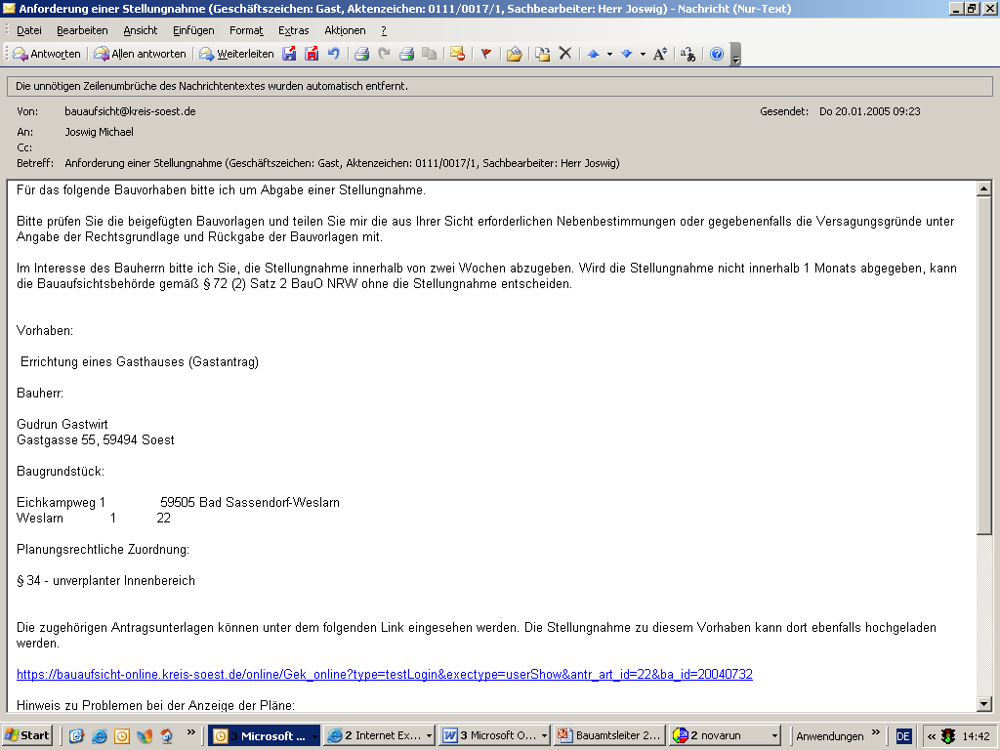 Anforderung einer Stellungnahme (Geschäftszeichen: Gast, Aktenzeichen: 0111/0017/1, Sachbearbeiter: Herr Joswig) - Nachricht (Nur-Text)
Datei Bearbeiten Ansicht Einfügen Format Extras Aktionen ?
Antworten Allen antworten Weiterleiten
Die unnötigen Zeilenumbrüche des Nachrichtentextes wurden automatisch entfernt.
Von: bauaufsicht@kreis-soest.de Gesendet: Do 20.01.2005 09:23
An: Joswig Michael
Cc:
Betreff: Anforderung einer Stellungnahme (Geschäftszeichen: Gast, Aktenzeichen: 0111/0017/1, Sachbearbeiter: Herr Joswig)
Für das folgende Bauvorhaben bitte ich um Abgabe einer Stellungnahme.
Bitte prüfen Sie die beigefügten Bauvorlagen und teilen Sie mir die aus Ihrer Sicht erforderlichen Nebenbestimmungen oder gegebenenfalls die Versagungsgründe unter
Angabe der Rechtsgrundlage und Rückgabe der Bauvorlagen mit.
Im Interesse des Bauherrn bitte ich Sie, die Stellungnahme innerhalb von zwei Wochen abzugeben. Wird die Stellungnahme nicht innerhalb 1 Monats abgegeben, kann
die Bauaufsichtsbehörde gemäß § 72 (2) Satz 2 BauO NRW ohne die Stellungnahme entscheiden.
Vorhaben:
Errichtung eines Gasthauses (Gastantrag)
Bauherr:
Gudrun Gastwirt
Gastgasse 55, 59494 Soest
Baugrundstück:
Eichkampweg 1 59505 Bad Sassendorf-Weslarn
Weslarn 1 22
Planungsrechtliche Zuordnung:
§ 34 - unverplanter Innenbereich
Die zugehörigen Antragsunterlagen können unter dem folgenden Link eingesehen werden. Die Stellungnahme zu diesem Vorhaben kann dort ebenfalls hochgeladen
werden.
https://bauaufsicht-online.kreis-soest.de/online/Gek_online?type=testLogin&exectype=userShow&antr_art_id=22&ba_id=20040732
Hinweis zu Problemen bei der Anzeige der Pläne:
Start » 3 Microsoft ... 2 Internet Ex... 3 Microsoft O... Bauamtsleiter 2... 2 novarun Anwendungen » DE « 14:42